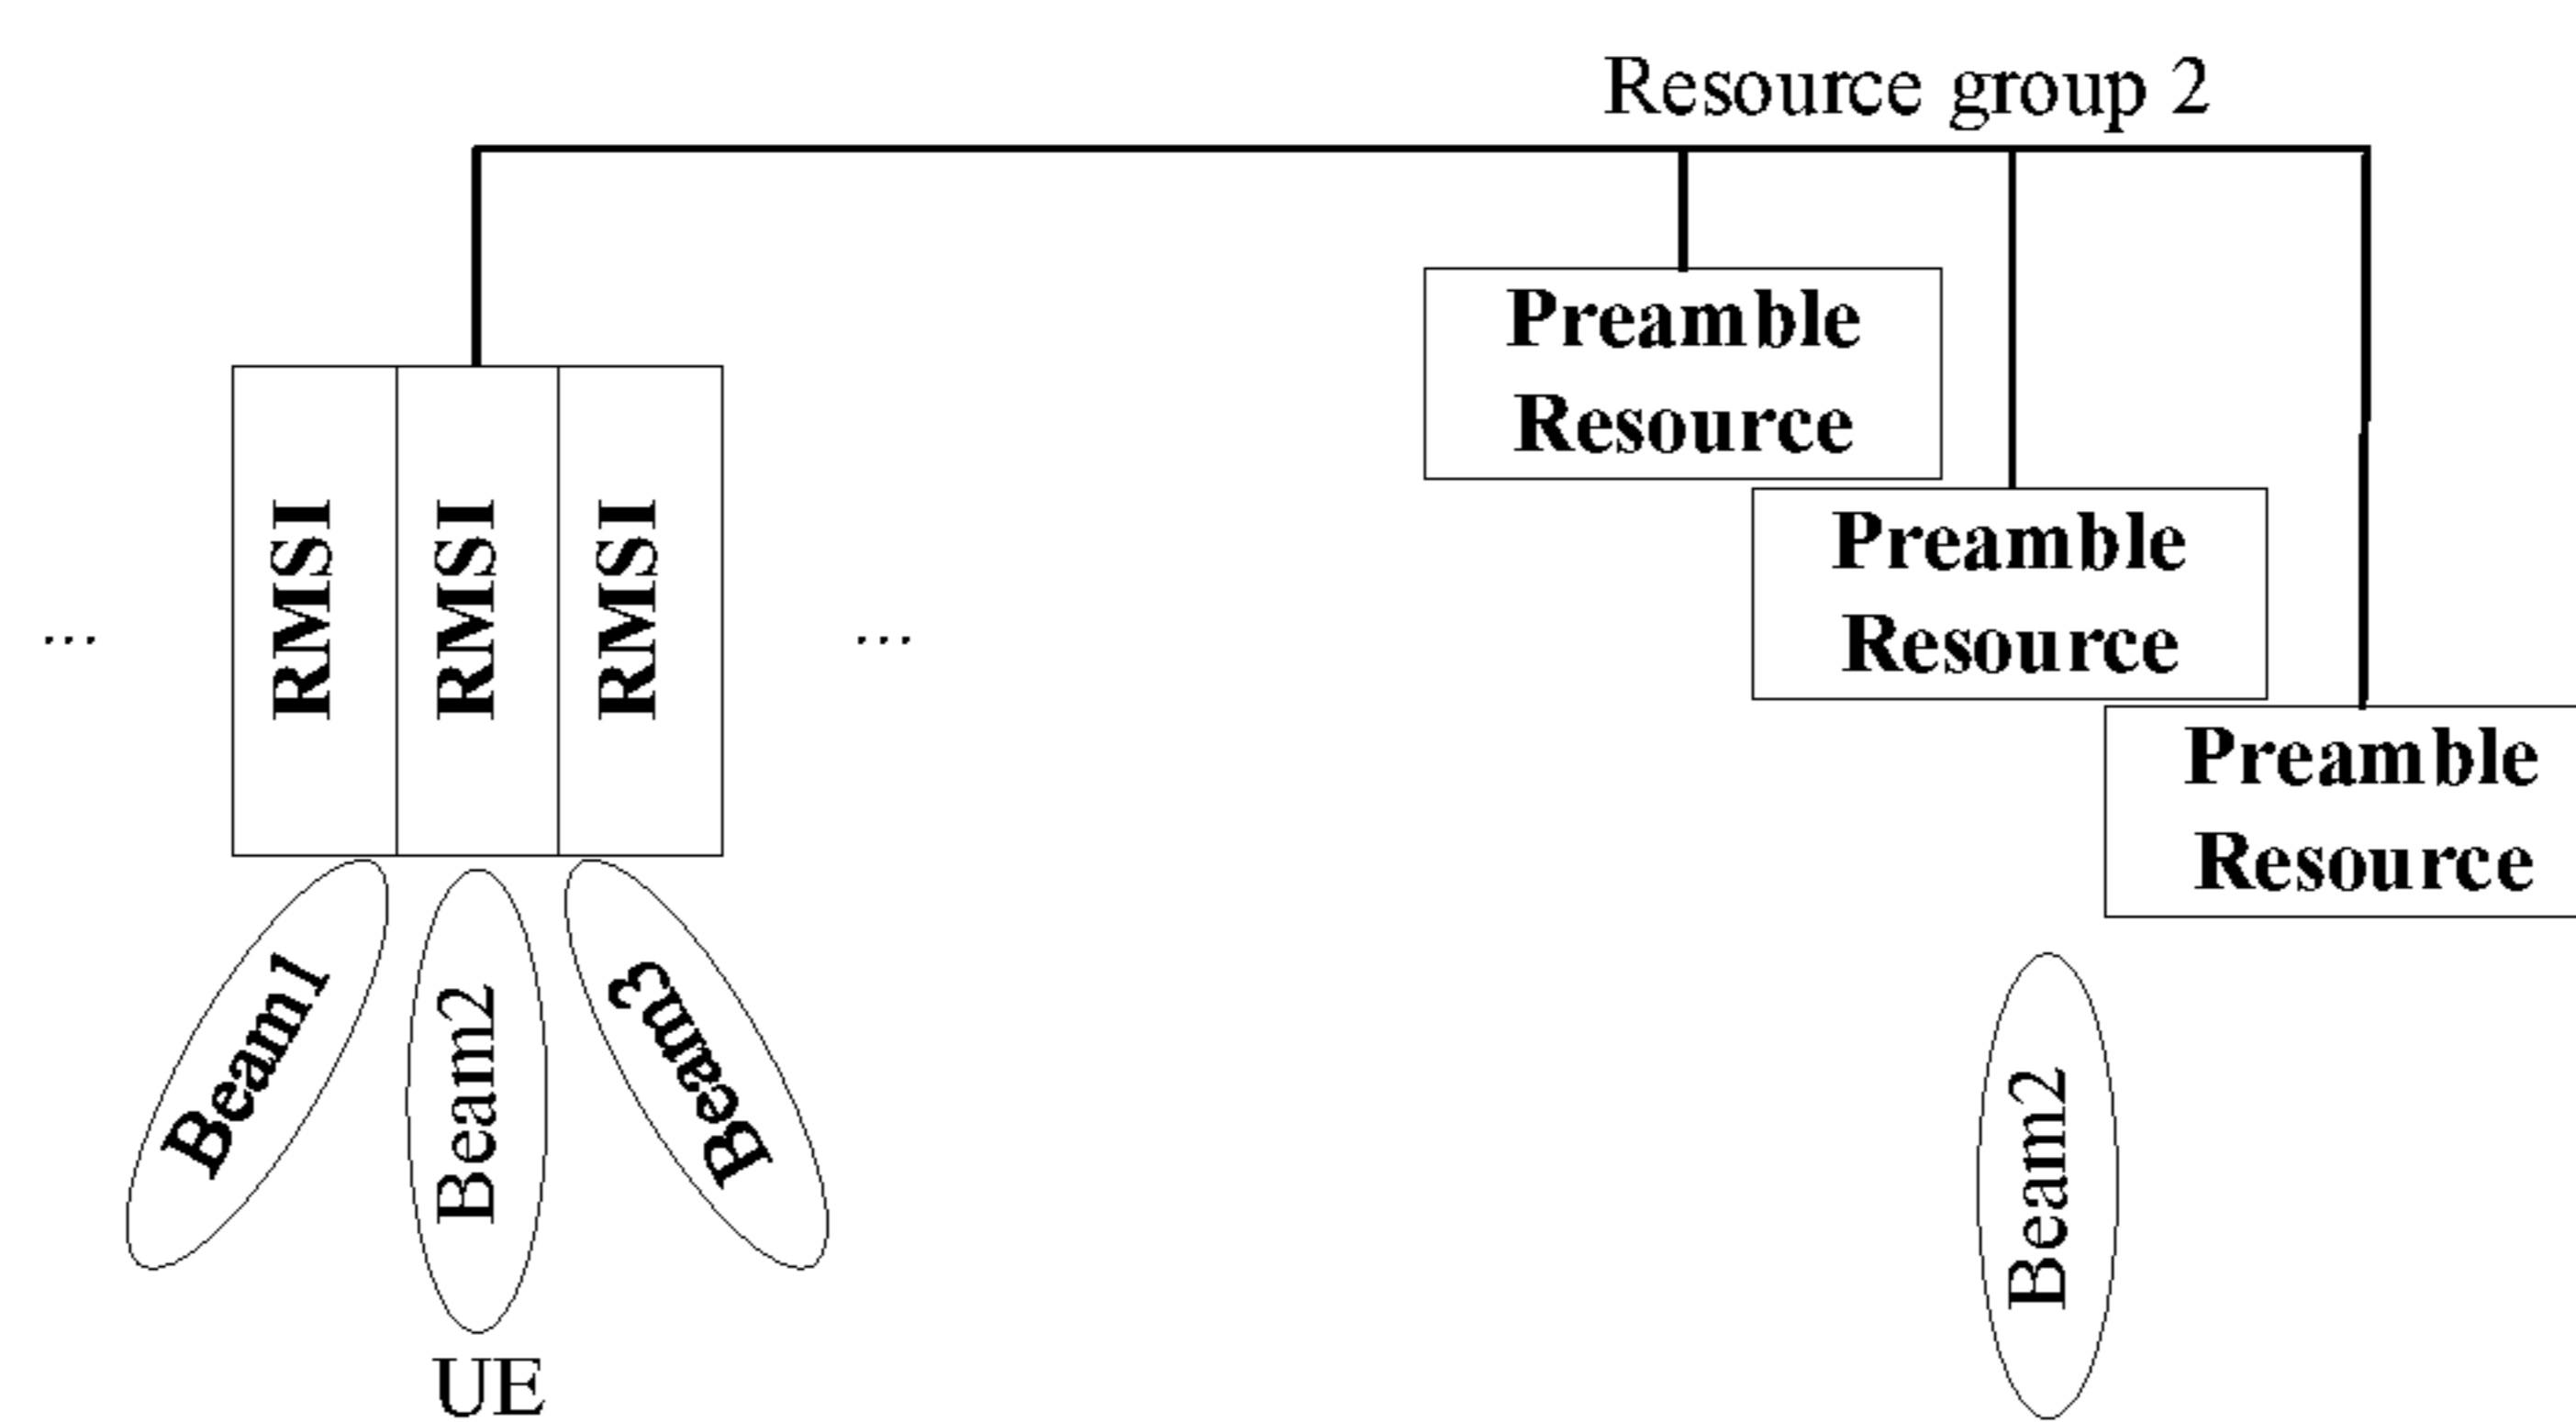 Resource group 2
Preamble
Resource
Preamble
Resource
Preamble
Resource
...
RMSI
RMSI
RMSI
...
Beam1
Beam2
Beam3
Beam2
UE